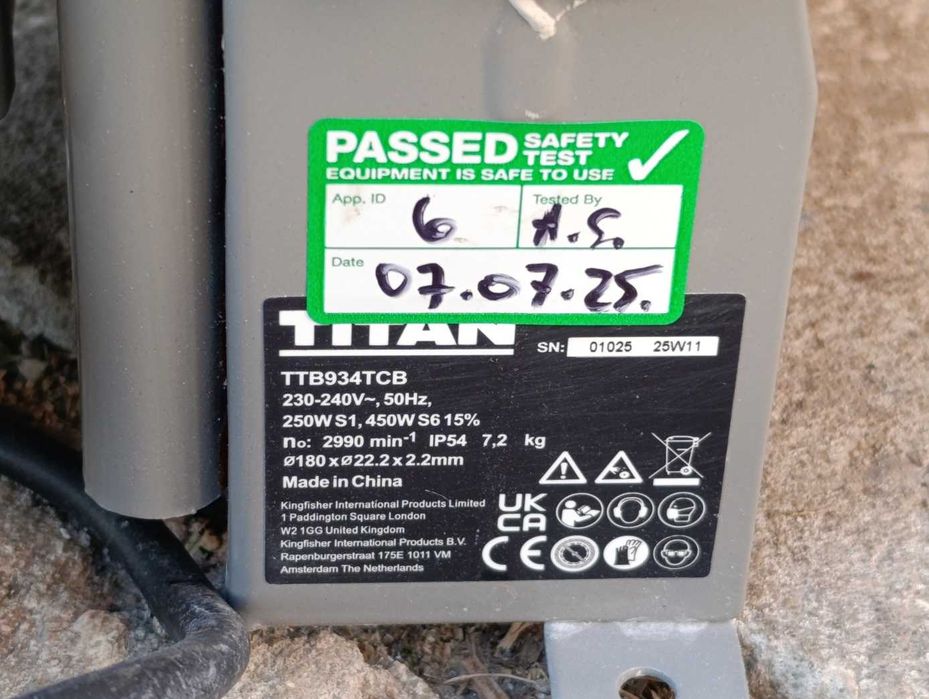 PASSED SAFETY TEST
EQUIPMENT IS SAFE TO USE
App. ID 6 Tested By A.S.
Date 07.07.25.
TITAN SN: 01025 25W11
TTB934TCB
230-240V~, 50Hz,
250W S1, 450W S6 15%
no: 2990 min-1 IP54 7,2 kg
Ø180 x Ø22.2 x 2.2mm
Made in China
Kingfisher International Products Limited
1 Paddington Square London
W2 1GG United Kingdom
Kingfisher International Products B.V.
Rapenburgerstraat 175E 1011 VM
Amsterdam The Netherlands
UK
CA
CE